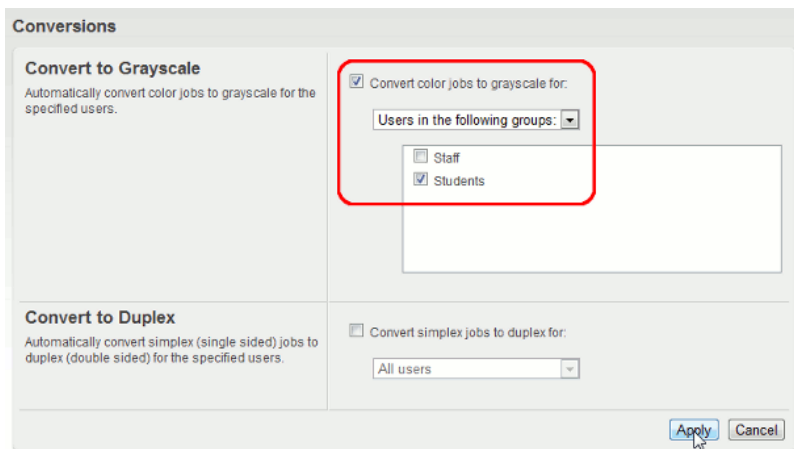 Conversions
Convert to Grayscale
Automatically convert color jobs to grayscale for the
specified users.
Convert color jobs to grayscale for:
Users in the following groups:
Staff
Students
Convert to Duplex
Automatically convert simplex (single sided) jobs to
duplex (double sided) for the specified users.
Convert simplex jobs to duplex for:
All users
Apply Cancel